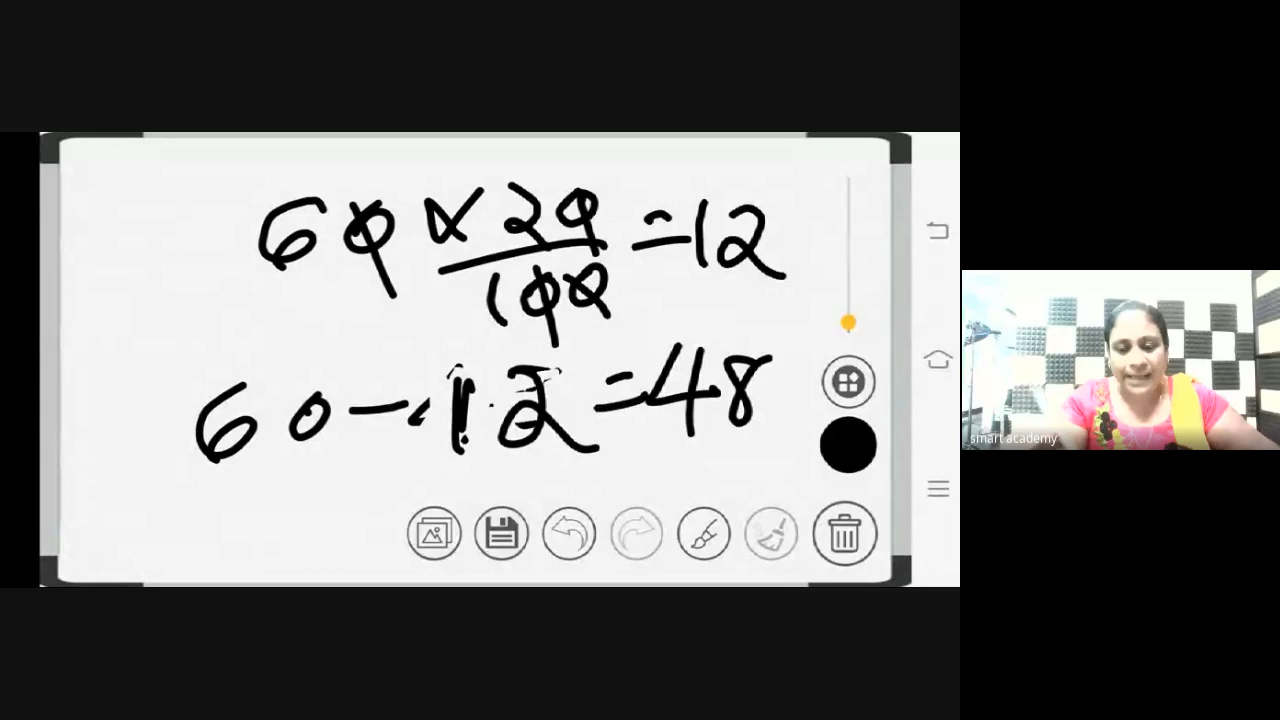 60 × 20 = 12
100
60 - 12 = 48
smart academy